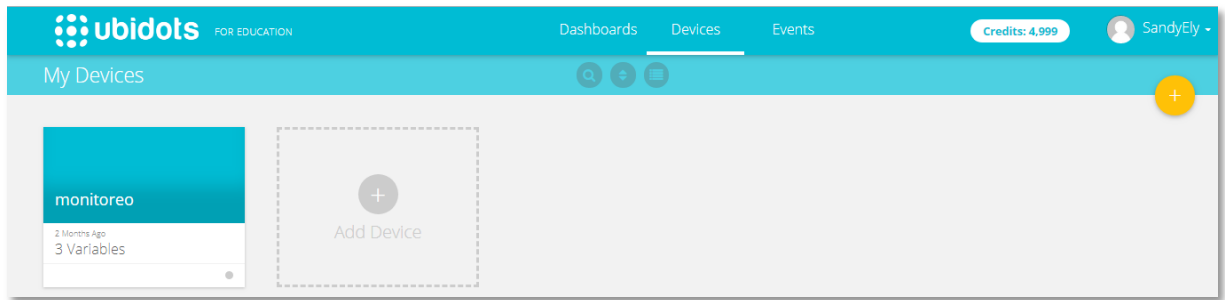 ubidots FOR EDUCATION Dashboards Devices Events Credits: 4,999 SandyEly
My Devices
monitoreo
2 Months Ago
3 Variables
Add Device